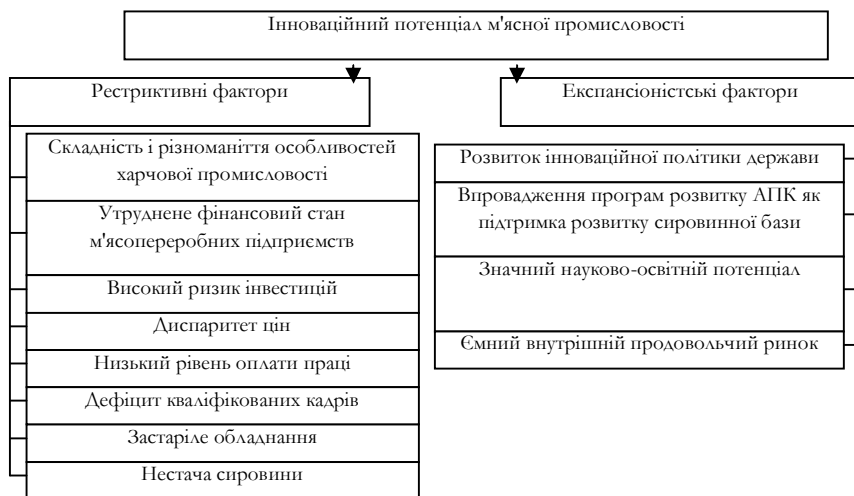 Інноваційний потенціал м'ясної промисловості
Рестриктивні фактори
Експансіоністські фактори
Складність і різноманіття особливостей
харчової промисловості
Утруднене фінансовий стан
м'ясопереробних підприємств
Високий ризик інвестицій
Диспаритет цін
Низький рівень оплати праці
Дефіцит кваліфікованих кадрів
Застаріле обладнання
Нестача сировини
Розвиток інноваційної політики держави
Впровадження програм розвитку АПК як
підтримка розвитку сировинної бази
Значний науково-освітній потенціал
Ємний внутрішній продовольчий ринок